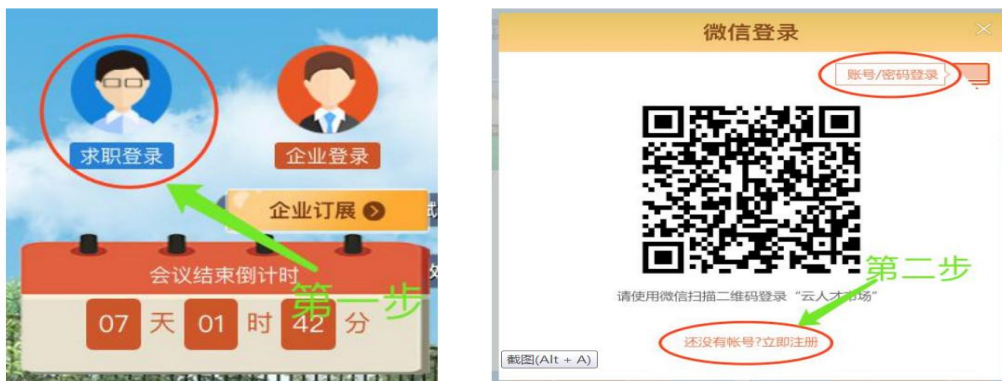 求职登录
企业登录
企业订展
会议结束倒计时
第一步
07 天 01 时 42 分
微信登录
账号/密码登录
第二步
请使用微信扫描二维码登录“云人才市场”
还没有帐号?立即注册
截图(Alt + A)